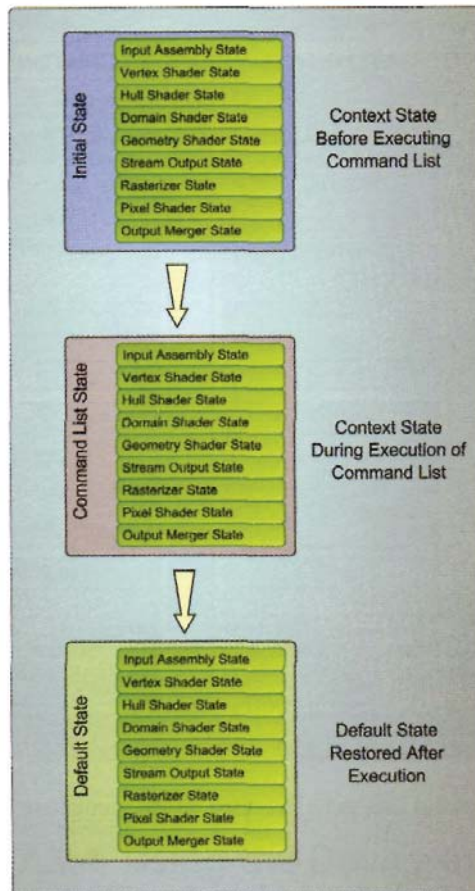 Initial State
Input Assembly State
Vertex Shader State
Hull Shader State
Domain Shader State
Geometry Shader State
Stream Output State
Rasterizer State
Pixel Shader State
Output Merger State
Context State
Before Executing
Command List
Command List State
Input Assembly State
Vertex Shader State
Hull Shader State
Domain Shader State
Geometry Shader State
Stream Output State
Rasterizer State
Pixel Shader State
Output Merger State
Context State
During Execution of
Command List
Default State
Input Assembly State
Vertex Shader State
Hull Shader State
Domain Shader State
Geometry Shader State
Stream Output State
Rasterizer State
Pixel Shader State
Output Merger State
Default State
Restored After
Execution